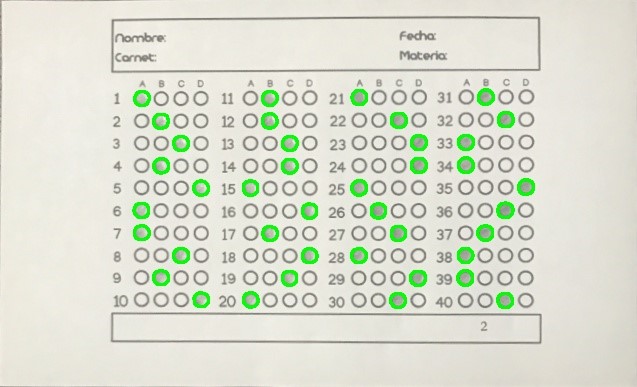 Nombre: Fecha:
Carnet: Materia:
A B C D A B C D A B C D A B C D
1 11 21 31
2 12 22 32
3 13 23 33
4 14 24 34
5 15 25 35
6 16 26 36
7 17 27 37
8 18 28 38
9 19 29 39
10 20 30 40
2